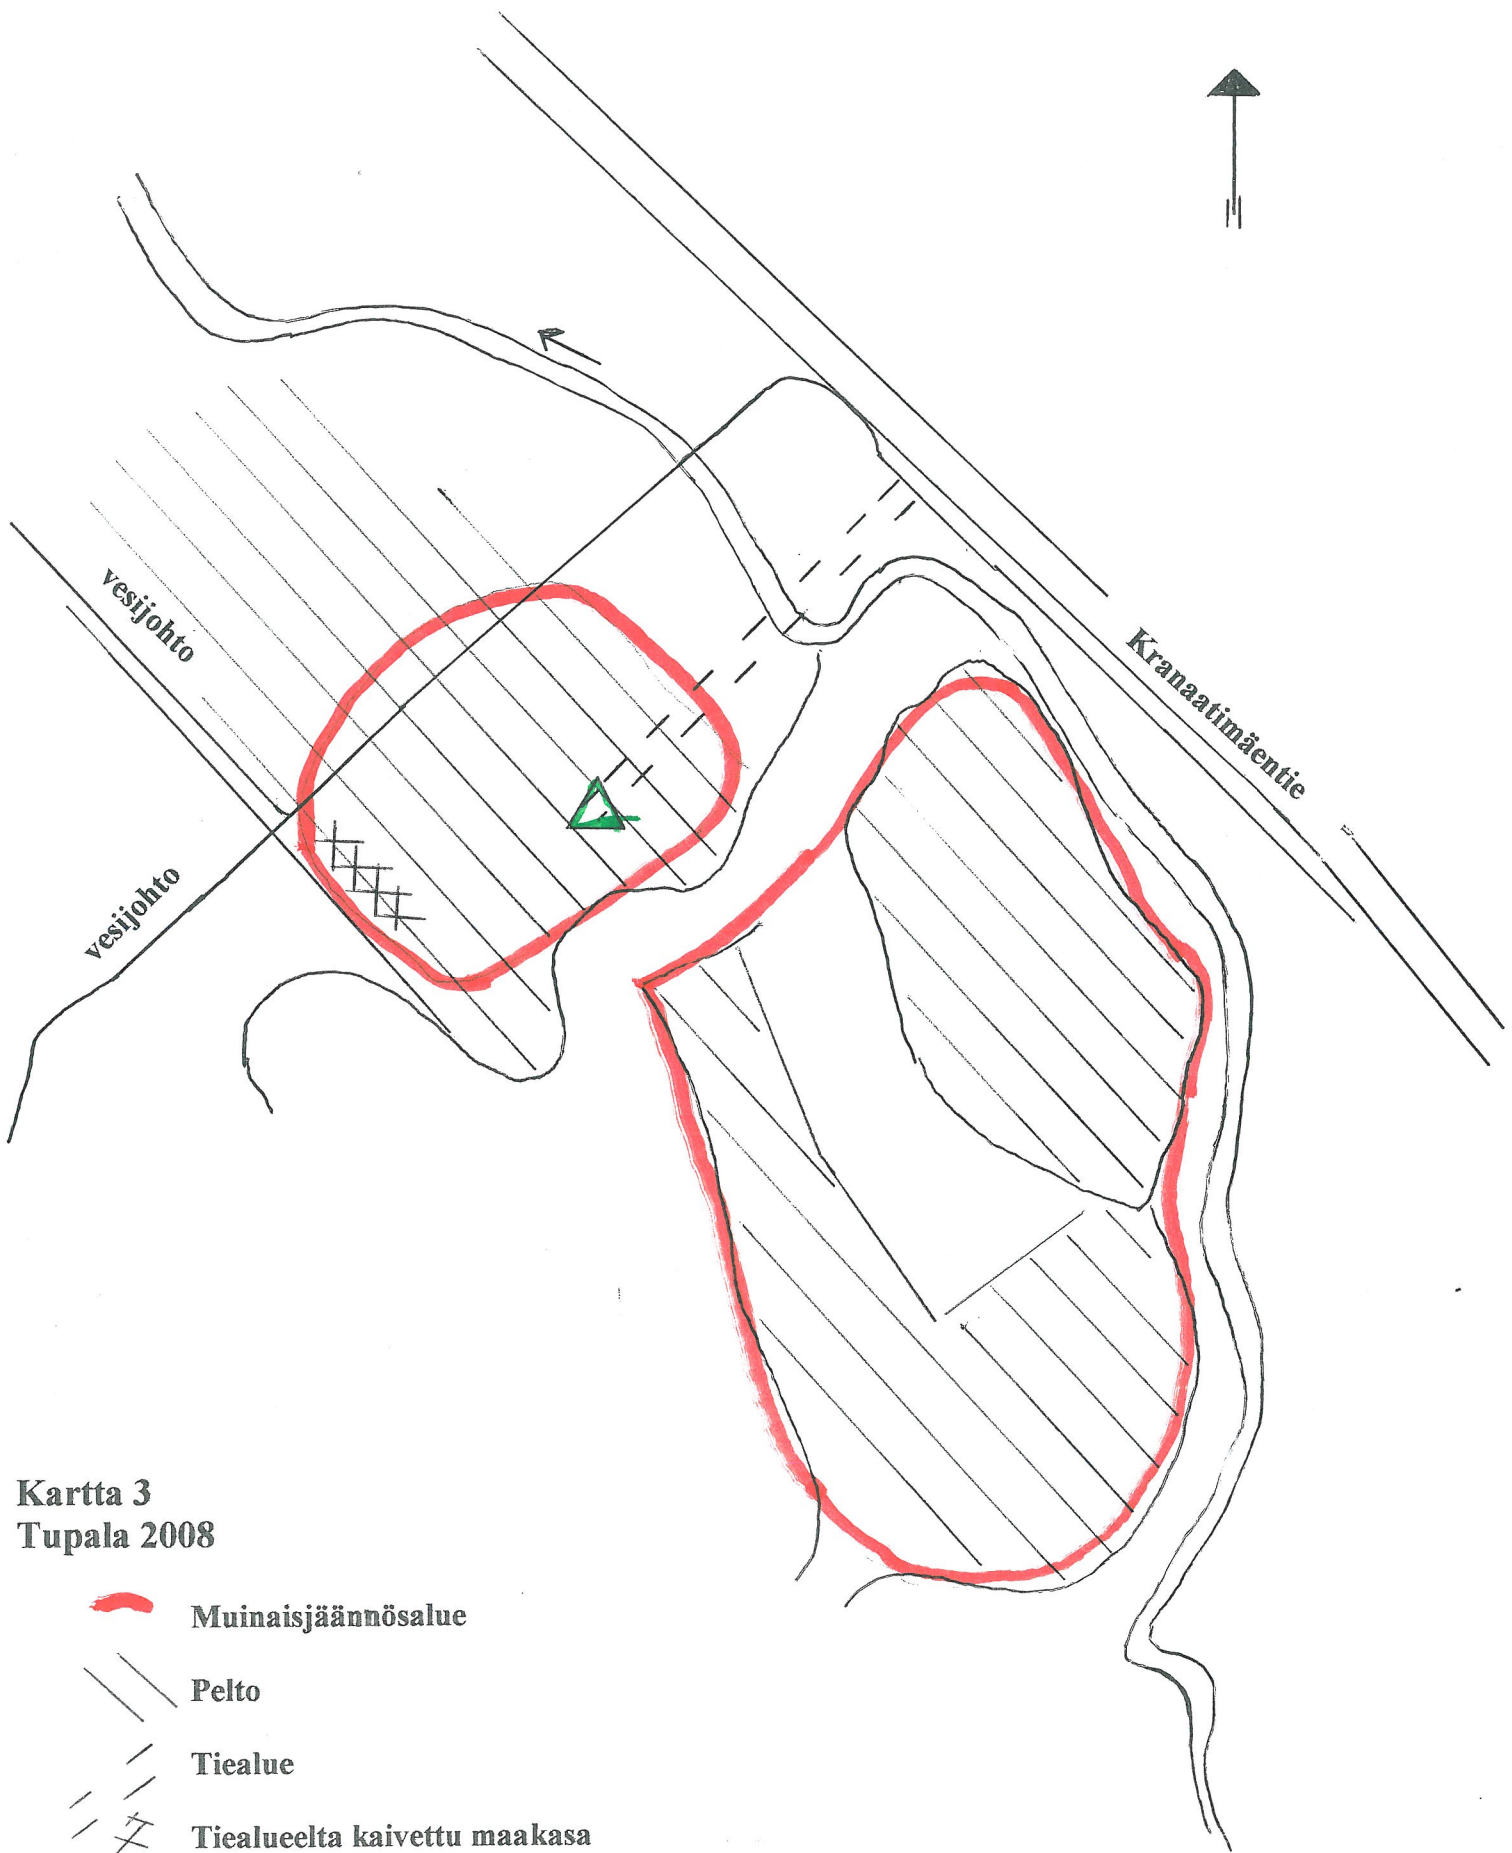 vesijohto
Kranaatimäentie
vesijohto
Kartta 3
Tupala 2008
Muinaisjäännösalue
Pelto
Tiealue
Tiealueelta kaivettu maakasa